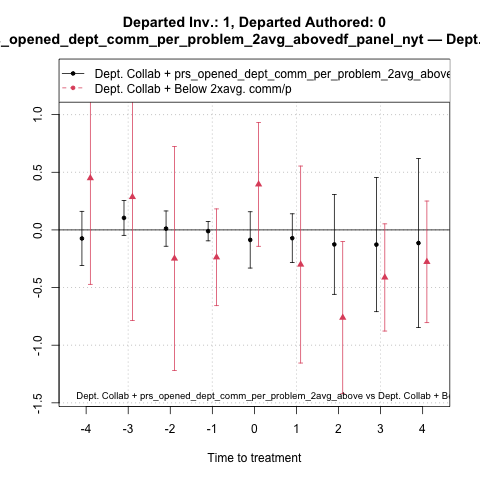 Departed Inv.: 1, Departed Authored: 0
s_opened_dept_comm_per_problem_2avg_abovedf_panel_nyt — Dept.
Dept. Collab + prs_opened_dept_comm_per_problem_2avg_above
Dept. Collab + Below 2xavg. comm/p
1.0
0.5
0.0
-0.5
-1.0
-1.5
Dept. Collab + prs_opened_dept_comm_per_problem_2avg_above vs Dept. Collab + Be
-4 -3 -2 -1 0 1 2 3 4
Time to treatment